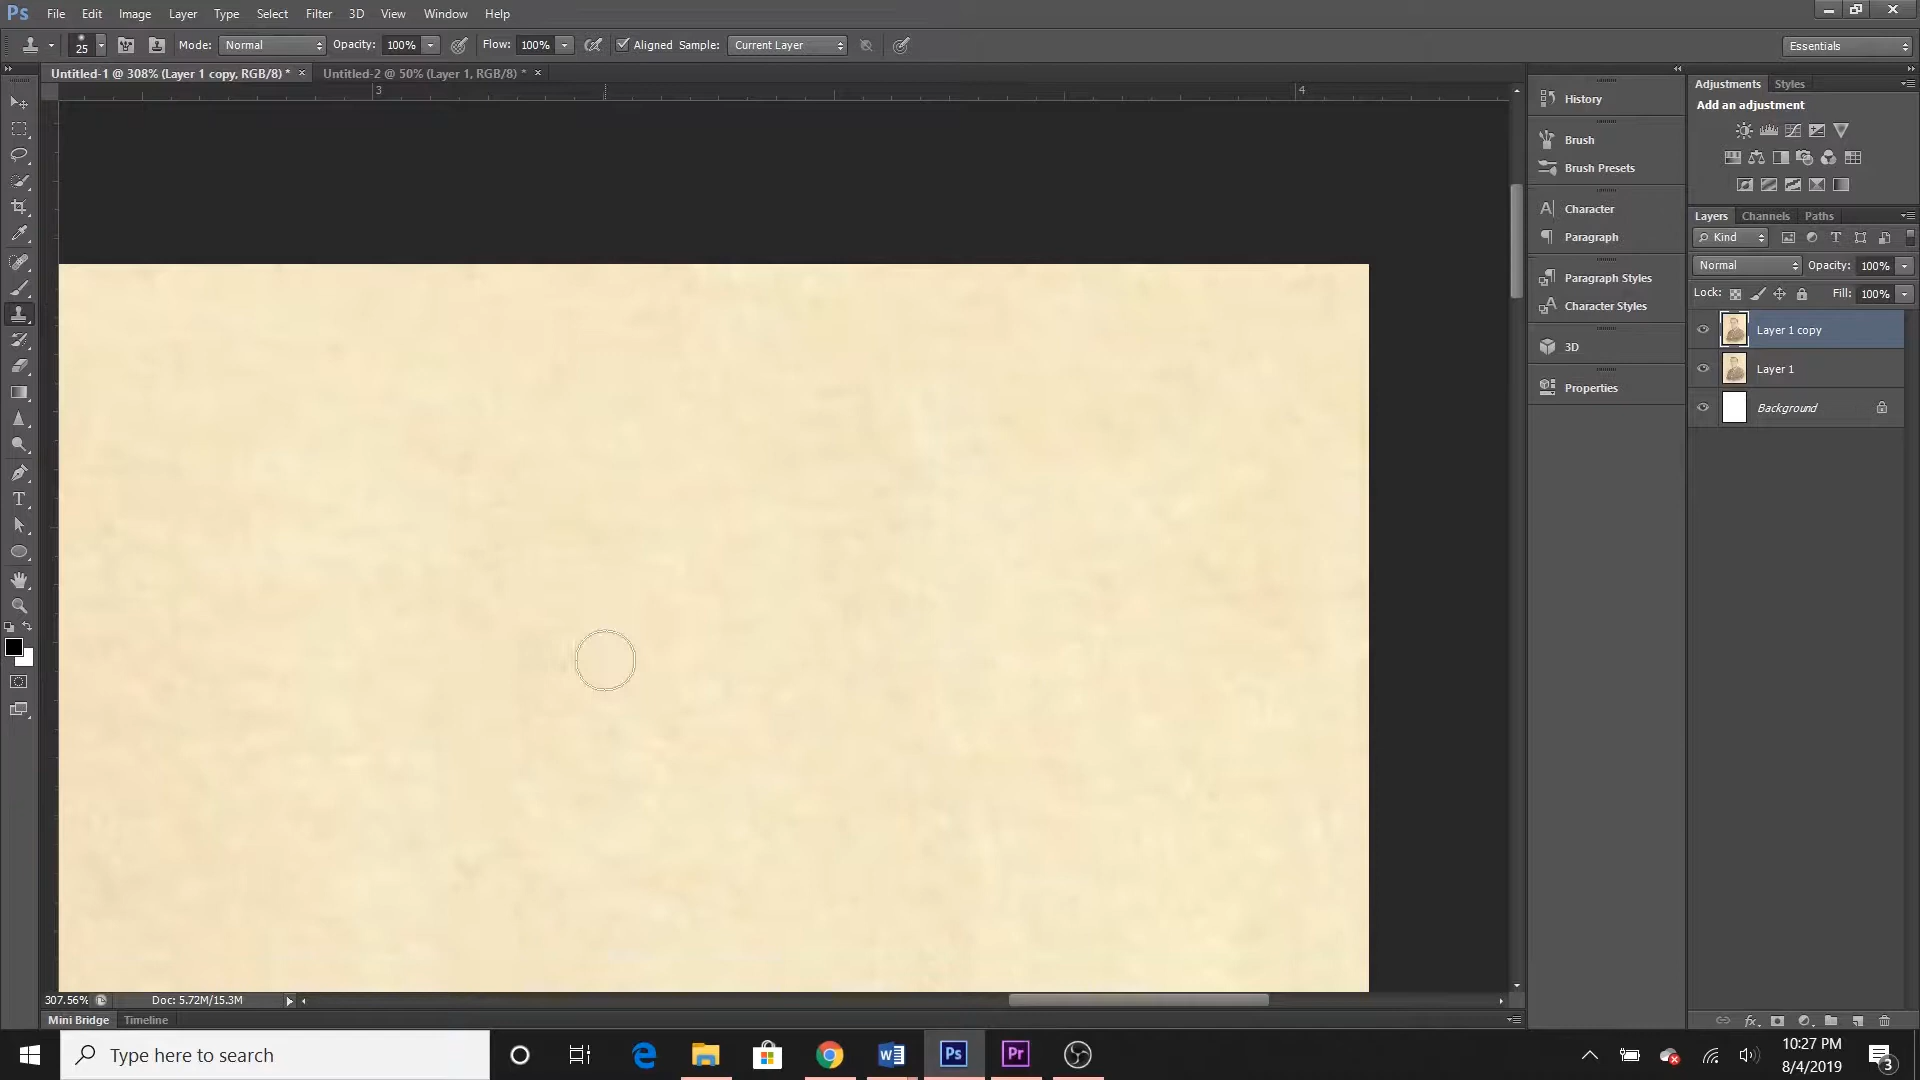 Ps File Edit Image Layer Type Select Filter 3D View Window Help
25 Mode: Normal Opacity: 100% Flow: 100% Aligned Sample: Current Layer Essentials
Untitled-1 @ 308% (Layer 1 copy, RGB/8) * × Untitled-2 @ 50% (Layer 1, RGB/8) * ×
3 4
History
Brush
Brush Presets
Character
Paragraph
Paragraph Styles
Character Styles
3D
Properties
Adjustments Styles
Add an adjustment
Layers Channels Paths
Kind
Normal Opacity: 100%
Lock: Fill: 100%
Layer 1 copy
Layer 1
Background
307.56% Doc: 5.72M/15.3M
Mini Bridge Timeline
Type here to search
Ps Pr
10:27 PM
8/4/2019
3